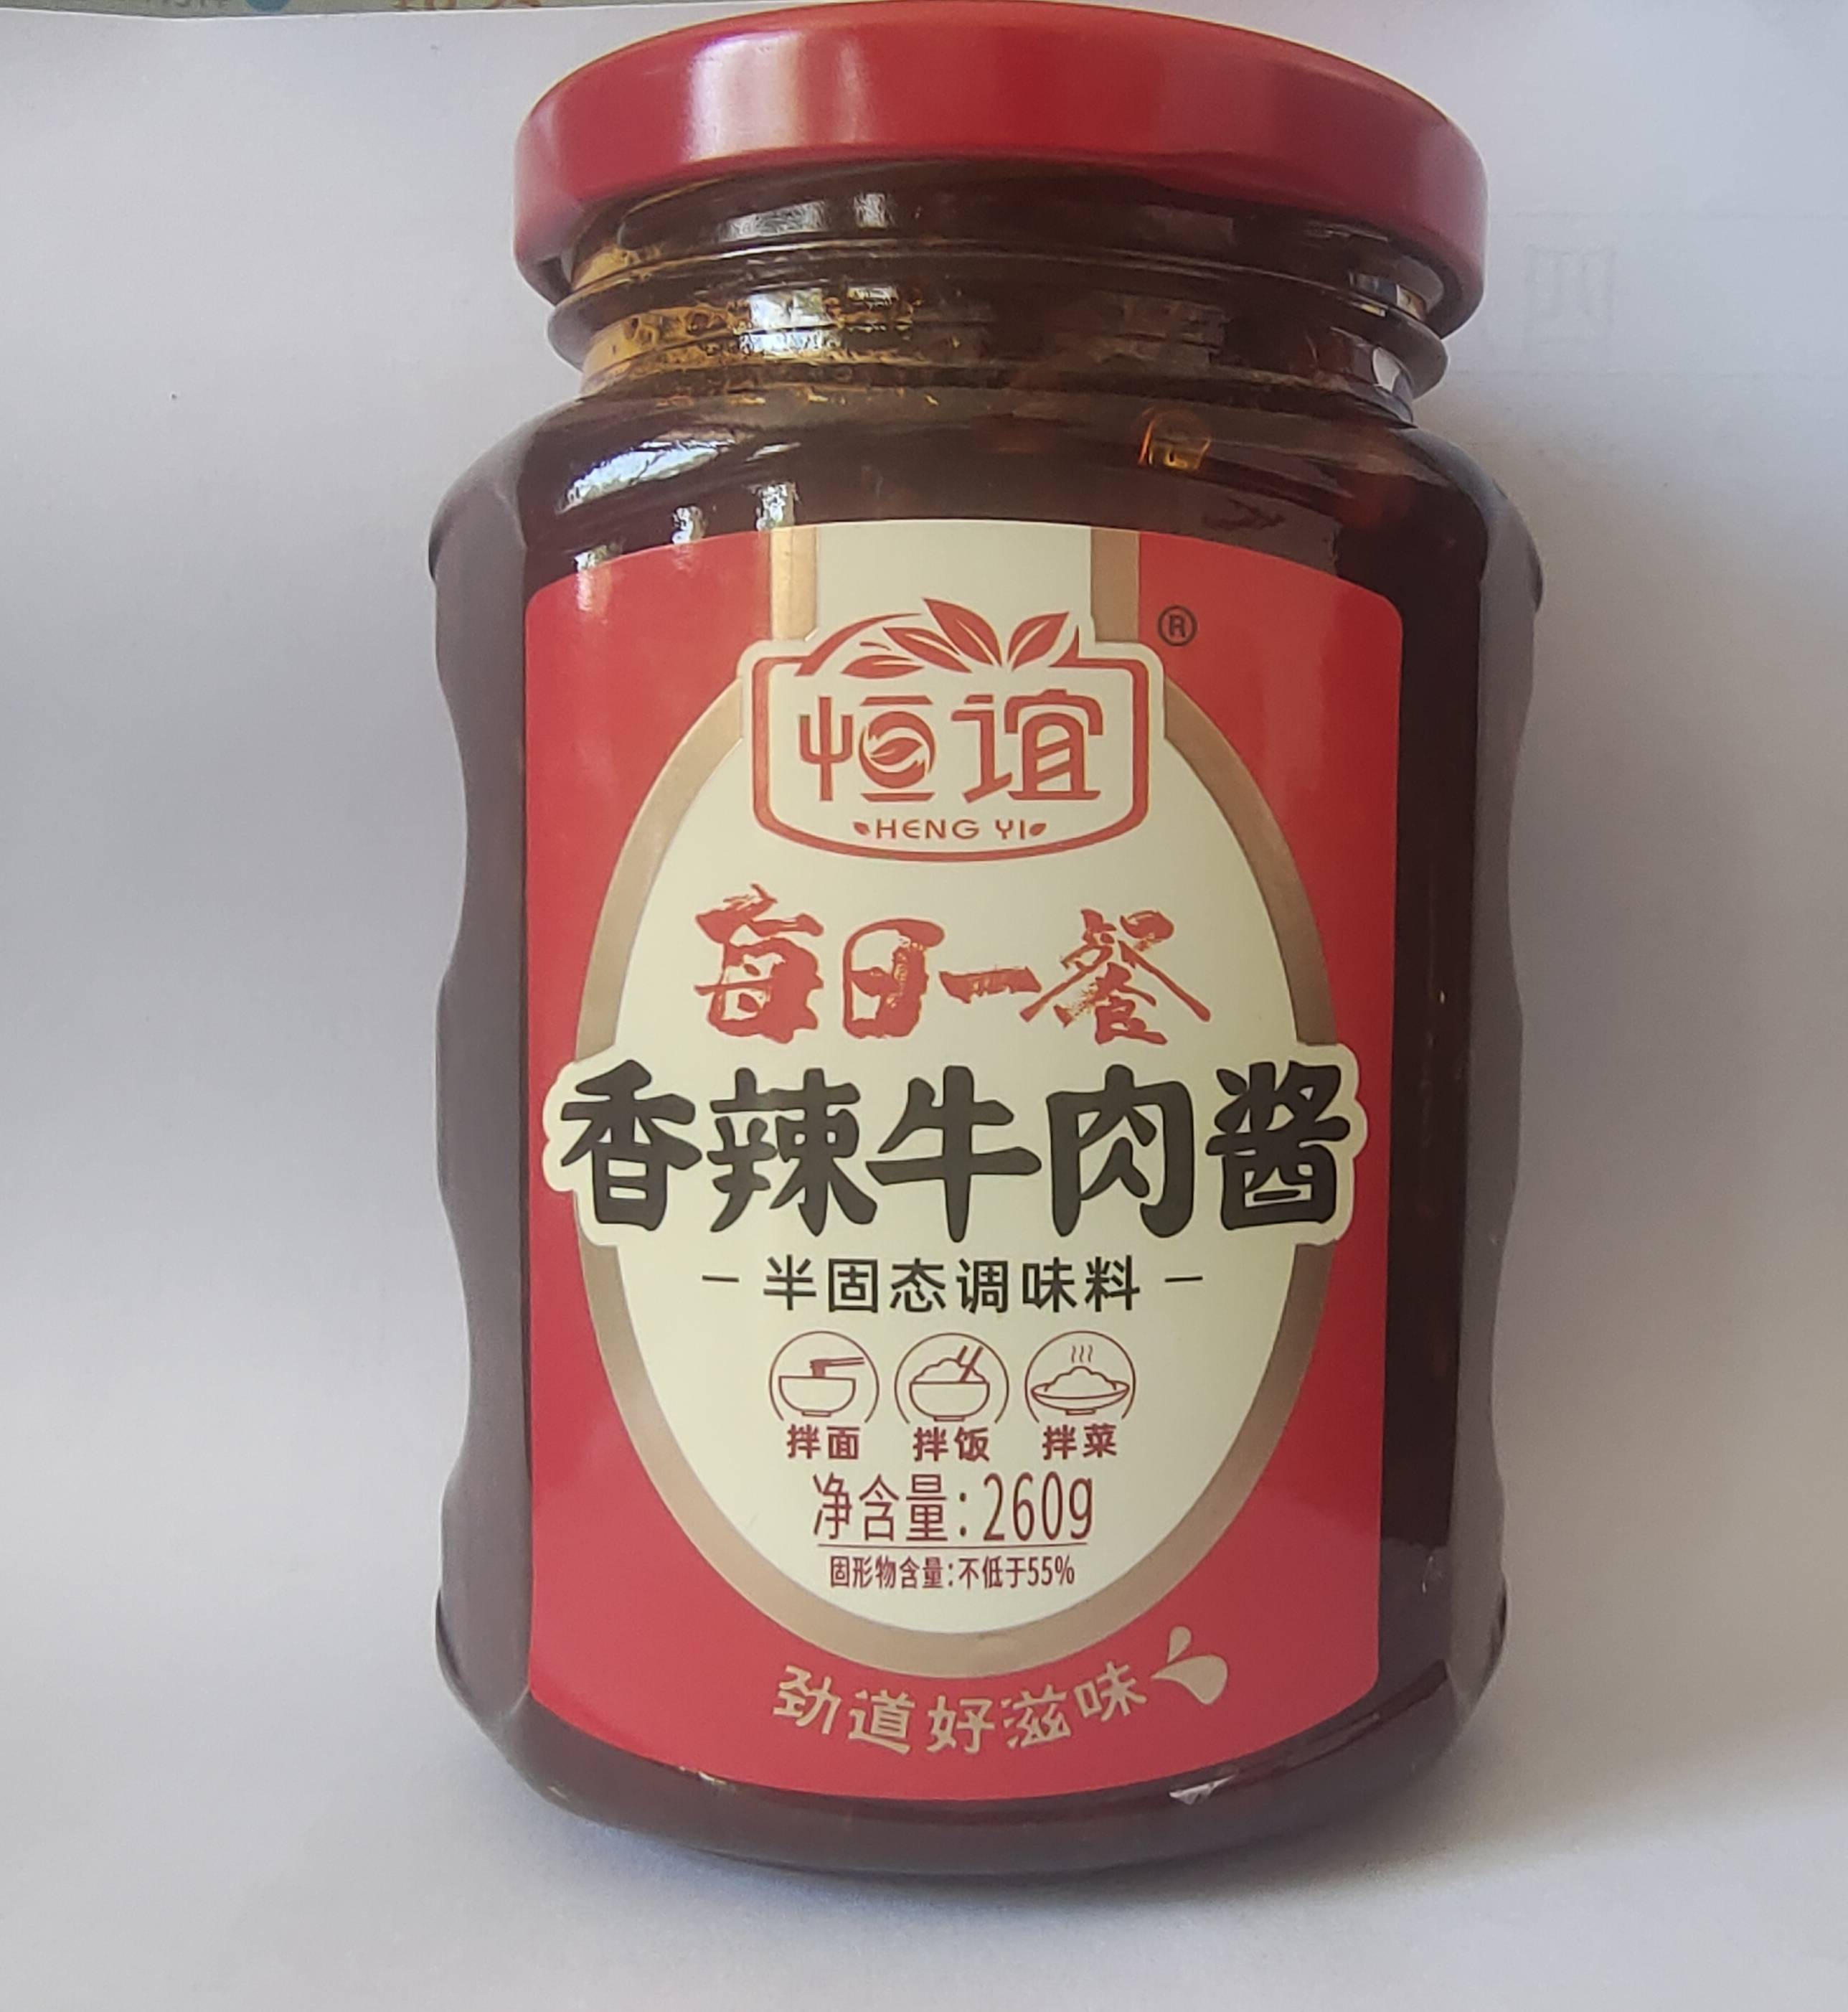 ®
恒谊
HENG YI
每日一餐
香辣牛肉酱
半固态调味料
拌面 拌饭 拌菜
净含量:260g
固形物含量:不低于55%
劲道好滋味